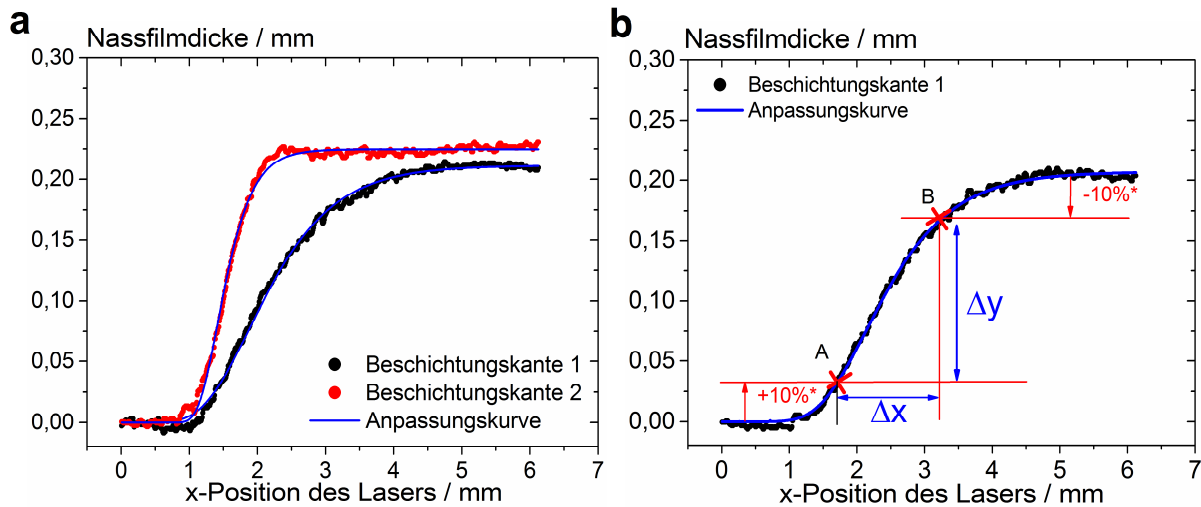 a
Nassfilmdicke / mm
0,30
0,25
0,20
0,15
0,10
0,05
0,00
Beschichtungskante 1
Beschichtungskante 2
Anpassungskurve
0 1 2 3 4 5 6 7
x-Position des Lasers / mm
b
Nassfilmdicke / mm
0,30
0,25
0,20
0,15
0,10
0,05
0,00
Beschichtungskante 1
Anpassungskurve
B
-10%*
Δy
A
+10%*
Δx
0 1 2 3 4 5 6 7
x-Position des Lasers / mm